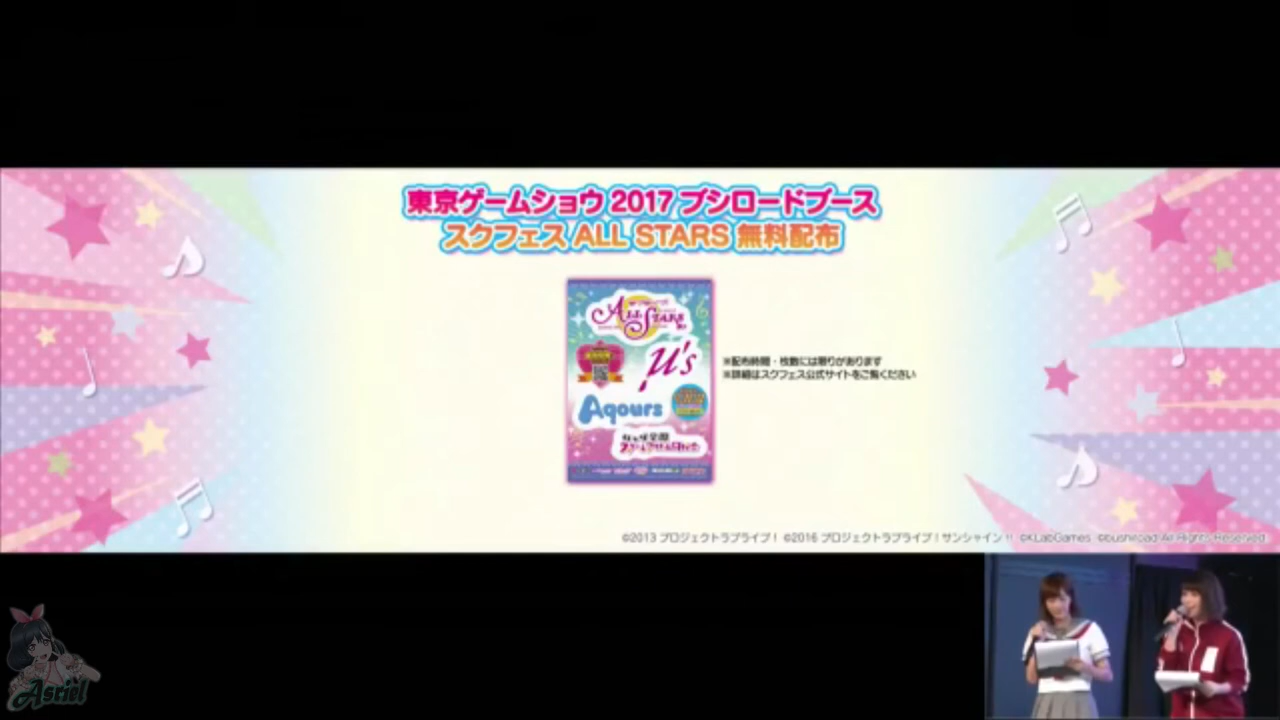 東京ゲームショウ 2017 ブシロードブース
スクフェス ALL STARS 無料配布
ALL STARS
μ's
※配布時間・枚数には限りがあります
※詳細はスクフェス公式サイトをご覧ください
Aqours
©2013 プロジェクトラブライブ! ©2016 プロジェクトラブライブ!サンシャイン!! ©KLabGames ©bushiroad All Rights Reserved.
Asriel